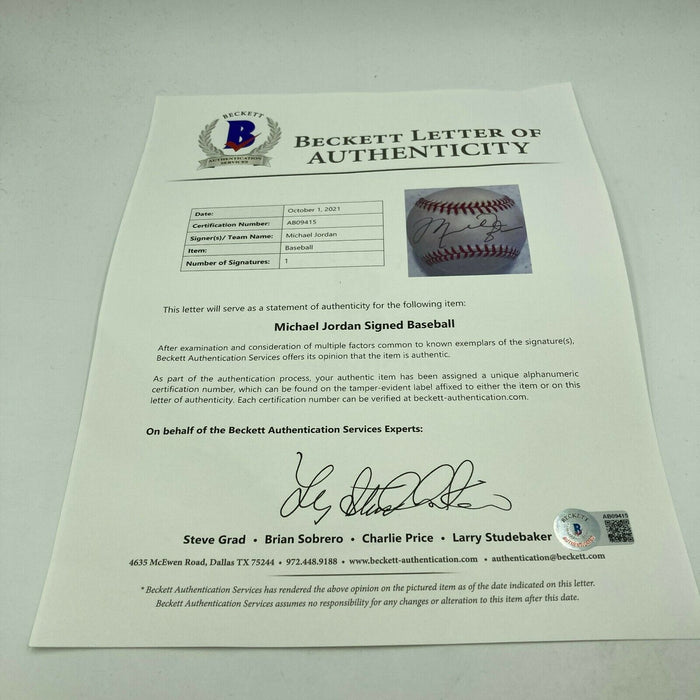 BECKETT
B
AUTHENTICATION
SERVICES
BECKETT LETTER OF
AUTHENTICITY
Date: October 1, 2021
Certification Number: AB09415
Signer(s)/ Team Name: Michael Jordan
Item: Baseball
Number of Signatures: 1
This letter will serve as a statement of authenticity for the following item:
Michael Jordan Signed Baseball
After examination and consideration of multiple factors common to known exemplars of the signature(s),
Beckett Authentication Services offers its opinion that the item is authentic.
As part of the authentication process, your authentic item has been assigned a unique alphanumeric
certification number, which can be found on the tamper-evident label affixed to either the item or on this
letter of authenticity. Each certification number can be verified at beckett-authentication.com.
On behalf of the Beckett Authentication Services Experts:
Steve Grad • Brian Sobrero • Charlie Price • Larry Studebaker
BECKETT
AB09415
4635 McEwen Road, Dallas TX 75244 • 972.448.9188 • www.beckett-authentication.com • authentication@beckett.com
* Beckett Authentication Services has rendered the above opinion on the pictured item as of the date indicated on this letter.
Beckett Authentication Services assumes no responsibility for any changes or alteration to this item after this date.